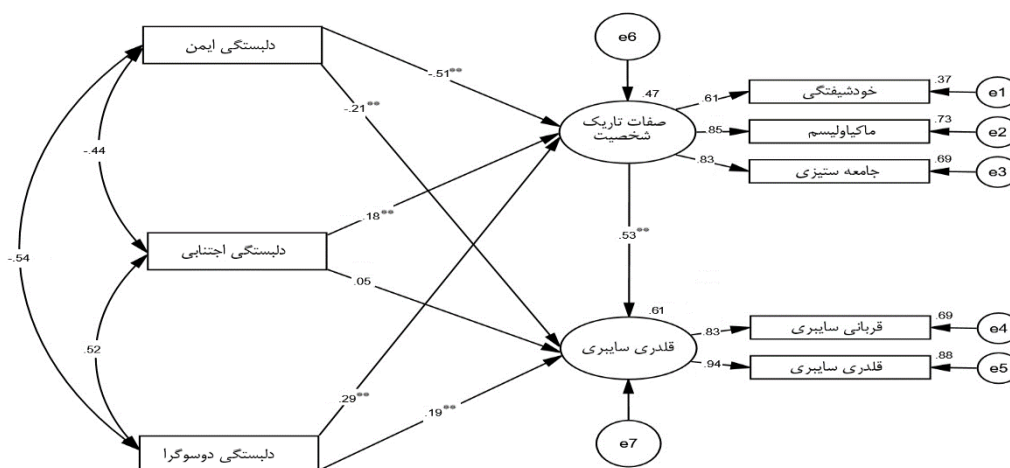 e6
دلبستگی ایمن
-.51**
.47
.37
.61
خودشیفتگی
e1
-.21**
صفات تاریک
شخصیت
.73
.85
ماکیاولیسم
e2
-.44
.69
.83
جامعه ستیزی
e3
.18**
دلبستگی اجتنابی
.53**
-.54
.05
.61
.69
.83
قربانی سایبری
e4
قلدری سایبری
.88
.94
قلدری سایبری
e5
.52
.29**
.19**
e7
دلبستگی دوسوگرا